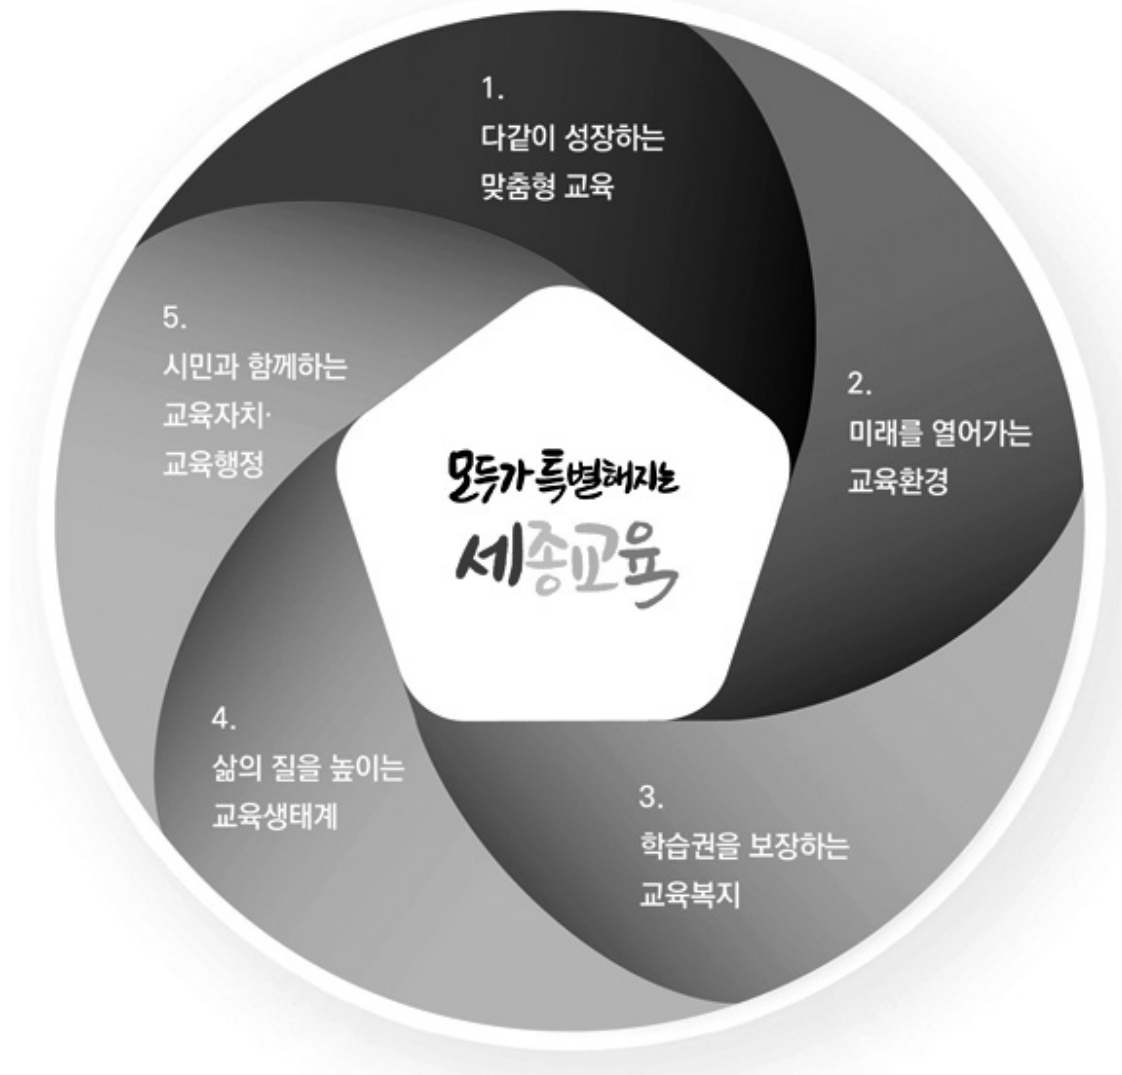 1.
다같이 성장하는
맞춤형 교육
2.
미래를 열어가는
교육환경
3.
학습권을 보장하는
교육복지
4.
삶의 질을 높이는
교육생태계
5.
시민과 함께하는
교육자치·
교육행정
모두가 특별해지는
세종교육